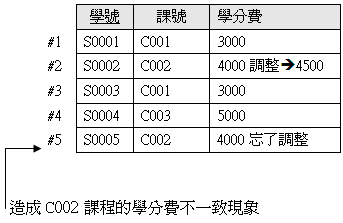 學號 課號 學分費
#1 S0001 C001 3000
#2 S0002 C002 4000 調整➔4500
#3 S0003 C001 3000
#4 S0004 C003 5000
#5 S0005 C002 4000 忘了調整
造成 C002 課程的學分費不一致現象